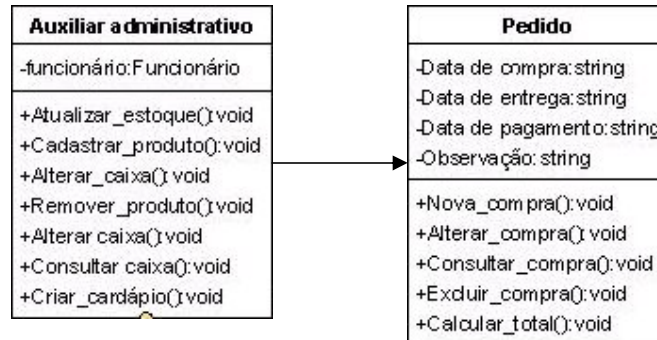 Auxiliar administrativo
-funcionário:Funcionário
+Atualizar_estoque():void
+Cadastrar_produto():void
+Alterar_caixa():void
+Remover_produto():void
+Alterar caixa():void
+Consultar caixa():void
+Criar_cardápio():void
Pedido
-Data de compra:string
-Data de entrega:string
-Data de pagamento:string
-Observação:string
+Nova_compra():void
+Alterar_compra():void
+Consultar_compra():void
+Excluir_compra():void
+Calcular_total():void